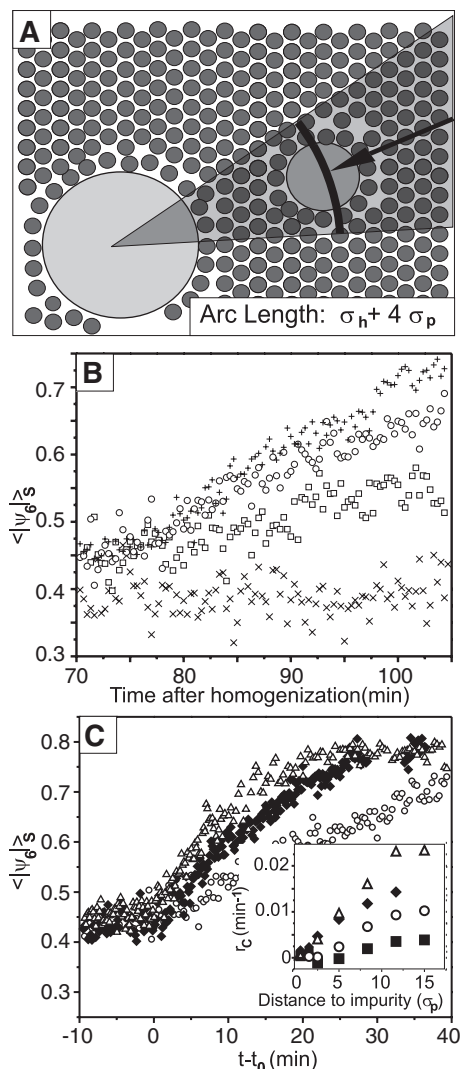 A
Arc Length: σh + 4 σp
B
0.7
0.6
0.5
0.4
0.3
<|ψ6|>s
70 80 90 100
Time after homogenization(min)
C
0.8
0.7
0.6
0.5
0.4
0.3
<|ψ6|>s
0.02
0.01
0
rC (min-1)
0 5 10 15
Distance to impurity (σp)
-10 0 10 20 30 40
t-t0 (min)